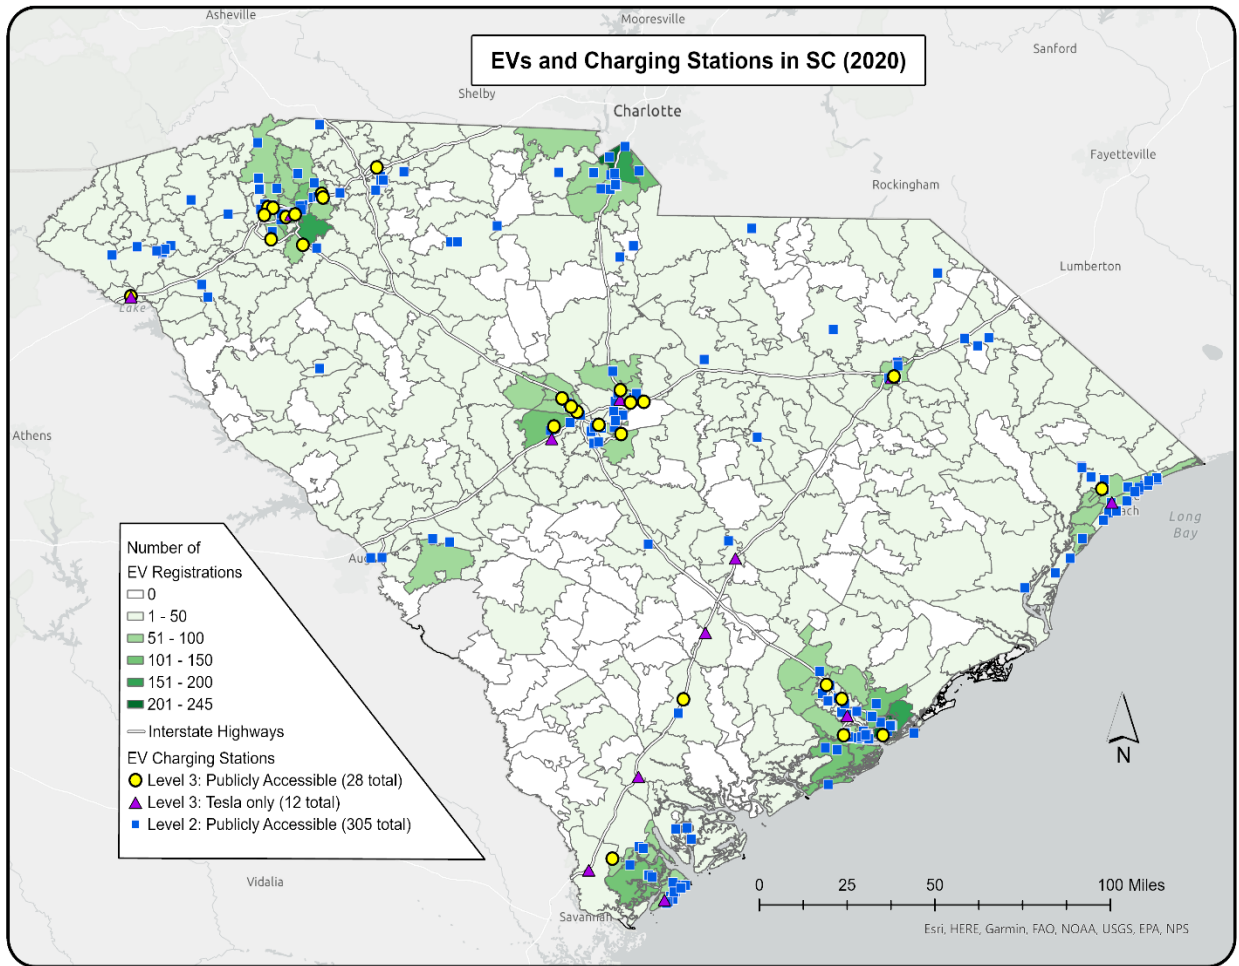 Asheville
Mooresville
Sanford
EVs and Charging Stations in SC (2020)
Shelby
Charlotte
Fayetteville
Rockingham
Lumberton
Lake
Athens
Long
Bay
Number of
EV Registrations
0
1 - 50
51 - 100
101 - 150
151 - 200
201 - 245
Interstate Highways
EV Charging Stations
Level 3: Publicly Accessible (28 total)
Level 3: Tesla only (12 total)
Level 2: Publicly Accessible (305 total)
N
Vidalia
Savannah
0 25 50 100 Miles
Esri, HERE, Garmin, FAO, NOAA, USGS, EPA, NPS